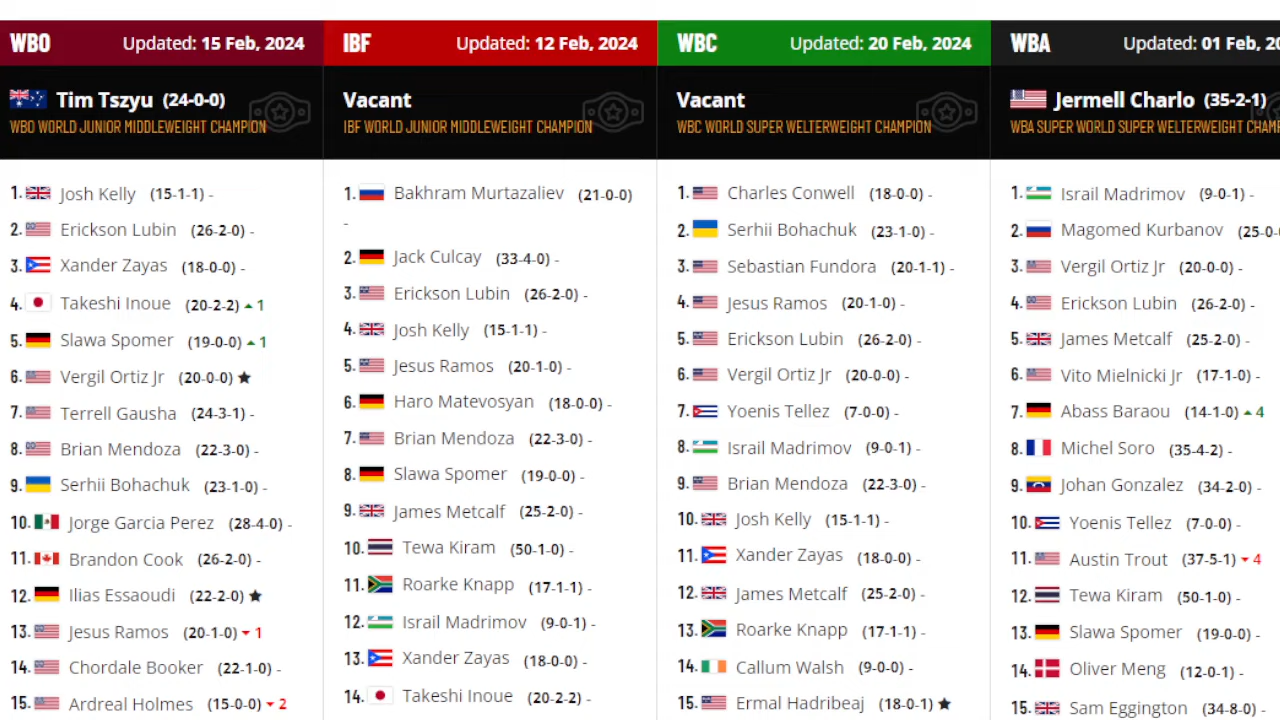 WBO Updated: 15 Feb, 2024
Tim Tszyu (24-0-0)
WBO WORLD JUNIOR MIDDLEWEIGHT CHAMPION
1. Josh Kelly (15-1-1) -
2. Erickson Lubin (26-2-0) -
3. Xander Zayas (18-0-0) -
4. Takeshi Inoue (20-2-2) 1
5. Slawa Spomer (19-0-0) 1
6. Vergil Ortiz Jr (20-0-0) ★
7. Terrell Gausha (24-3-1) -
8. Brian Mendoza (22-3-0) -
9. Serhii Bohachuk (23-1-0) -
10. Jorge Garcia Perez (28-4-0) -
11. Brandon Cook (26-2-0) -
12. Ilias Essaoudi (22-2-0) ★
13. Jesus Ramos (20-1-0) 1
14. Chordale Booker (22-1-0) -
15. Ardreal Holmes (15-0-0) 2
IBF Updated: 12 Feb, 2024
Vacant
IBF WORLD JUNIOR MIDDLEWEIGHT CHAMPION
1. Bakhram Murtazaliev (21-0-0)
-
2. Jack Culcay (33-4-0) -
3. Erickson Lubin (26-2-0) -
4. Josh Kelly (15-1-1) -
5. Jesus Ramos (20-1-0) -
6. Haro Matevosyan (18-0-0) -
7. Brian Mendoza (22-3-0) -
8. Slawa Spomer (19-0-0) -
9. James Metcalf (25-2-0) -
10. Tewa Kiram (50-1-0) -
11. Roarke Knapp (17-1-1) -
12. Israil Madrimov (9-0-1) -
13. Xander Zayas (18-0-0) -
14. Takeshi Inoue (20-2-2) -
WBC Updated: 20 Feb, 2024
Vacant
WBC WORLD SUPER WELTERWEIGHT CHAMPION
1. Charles Conwell (18-0-0) -
2. Serhii Bohachuk (23-1-0) -
3. Sebastian Fundora (20-1-1) -
4. Jesus Ramos (20-1-0) -
5. Erickson Lubin (26-2-0) -
6. Vergil Ortiz Jr (20-0-0) -
7. Yoenis Tellez (7-0-0) -
8. Israil Madrimov (9-0-1) -
9. Brian Mendoza (22-3-0) -
10. Josh Kelly (15-1-1) -
11. Xander Zayas (18-0-0) -
12. James Metcalf (25-2-0) -
13. Roarke Knapp (17-1-1) -
14. Callum Walsh (9-0-0) -
15. Ermal Hadribeaj (18-0-1) ★
WBA Updated: 01 Feb, 20
Jermell Charlo (35-2-1)
WBA SUPER WORLD SUPER WELTERWEIGHT CHAMP
1. Israil Madrimov (9-0-1) -
2. Magomed Kurbanov (25-0-
3. Vergil Ortiz Jr (20-0-0) -
4. Erickson Lubin (26-2-0) -
5. James Metcalf (25-2-0) -
6. Vito Mielnicki Jr (17-1-0) -
7. Abass Baraou (14-1-0) 4
8. Michel Soro (35-4-2) -
9. Johan Gonzalez (34-2-0) -
10. Yoenis Tellez (7-0-0) -
11. Austin Trout (37-5-1) 4
12. Tewa Kiram (50-1-0) -
13. Slawa Spomer (19-0-0) -
14. Oliver Meng (12-0-1) -
15. Sam Eggington (34-8-0) -